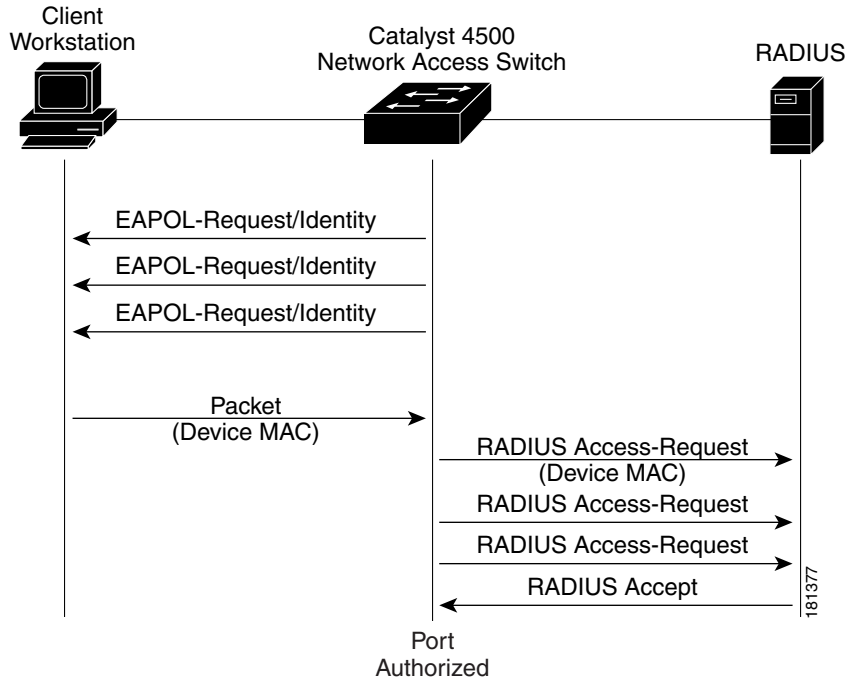 Client
Workstation
Catalyst 4500
Network Access Switch
RADIUS
EAPOL-Request/Identity
EAPOL-Request/Identity
EAPOL-Request/Identity
Packet
(Device MAC)
RADIUS Access-Request
(Device MAC)
RADIUS Access-Request
RADIUS Access-Request
RADIUS Accept
181377
Port
Authorized